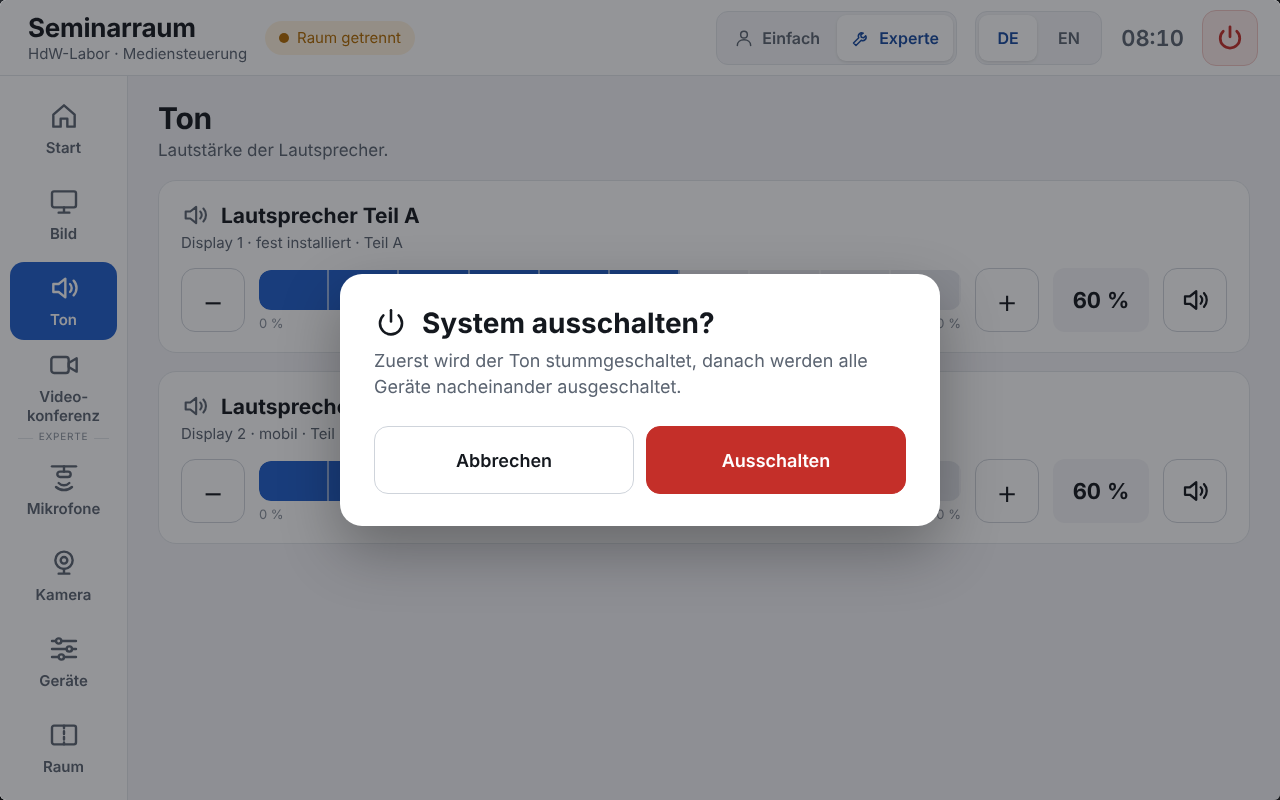 Seminarraum
HdW-Labor · Mediensteuerung
Raum getrennt
Einfach
Experte
DE
EN
08:10
Start
Bild
Ton
Video-
konferenz
EXPERTE
Mikrofone
Kamera
Geräte
Raum
Ton
Lautstärke der Lautsprecher.
Lautsprecher Teil A
Display 1 · fest installiert · Teil A
−
0 %
+
60 %
Display 2 · mobil · Teil
−
0 %
+
60 %
System ausschalten?
Zuerst wird der Ton stummgeschaltet, danach werden alle
Geräte nacheinander ausgeschaltet.
Abbrechen
Ausschalten